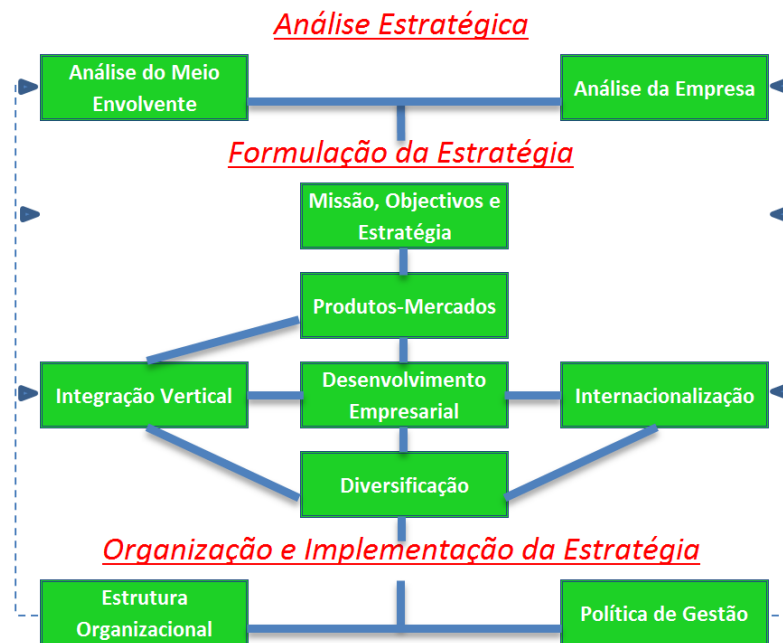 Análise Estratégica
Análise do Meio
Envolvente
Análise da Empresa
Formulação da Estratégia
Missão, Objectivos e
Estratégia
Produtos-Mercados
Integração Vertical
Desenvolvimento
Empresarial
Internacionalização
Diversificação
Organização e Implementação da Estratégia
Estrutura
Organizacional
Política de Gestão